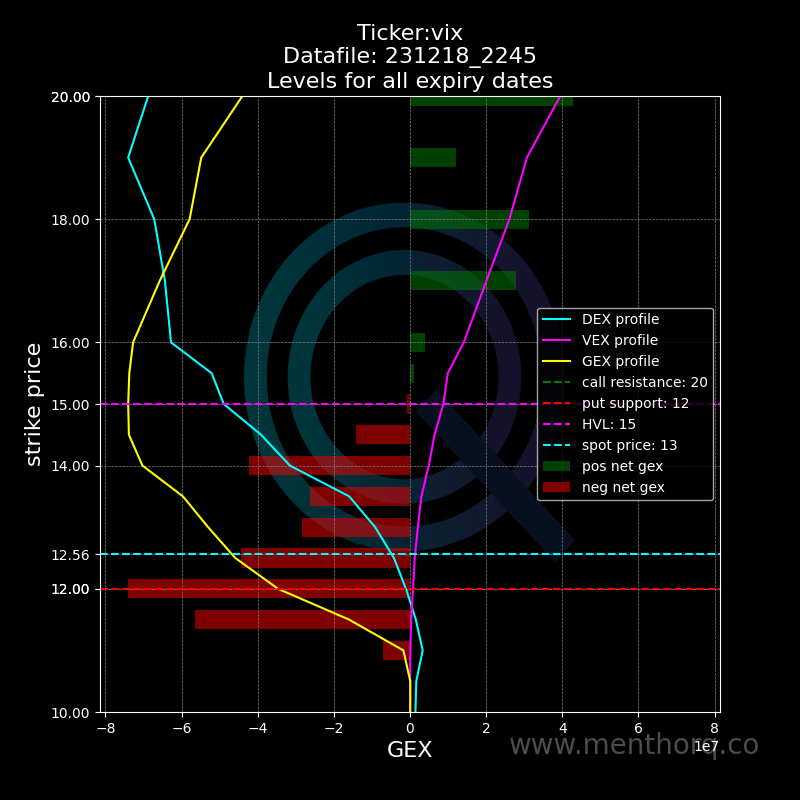 Ticker:vix
Datafile: 231218_2245
Levels for all expiry dates
20.00
18.00
16.00
15.00
14.00
12.56
12.00
10.00
strike price
DEX profile
VEX profile
GEX profile
call resistance: 20
put support: 12
HVL: 15
spot price: 13
pos net gex
neg net gex
−8 −6 −4 −2 0 2 4 6 8
1e7
GEX
www.menthorq.co